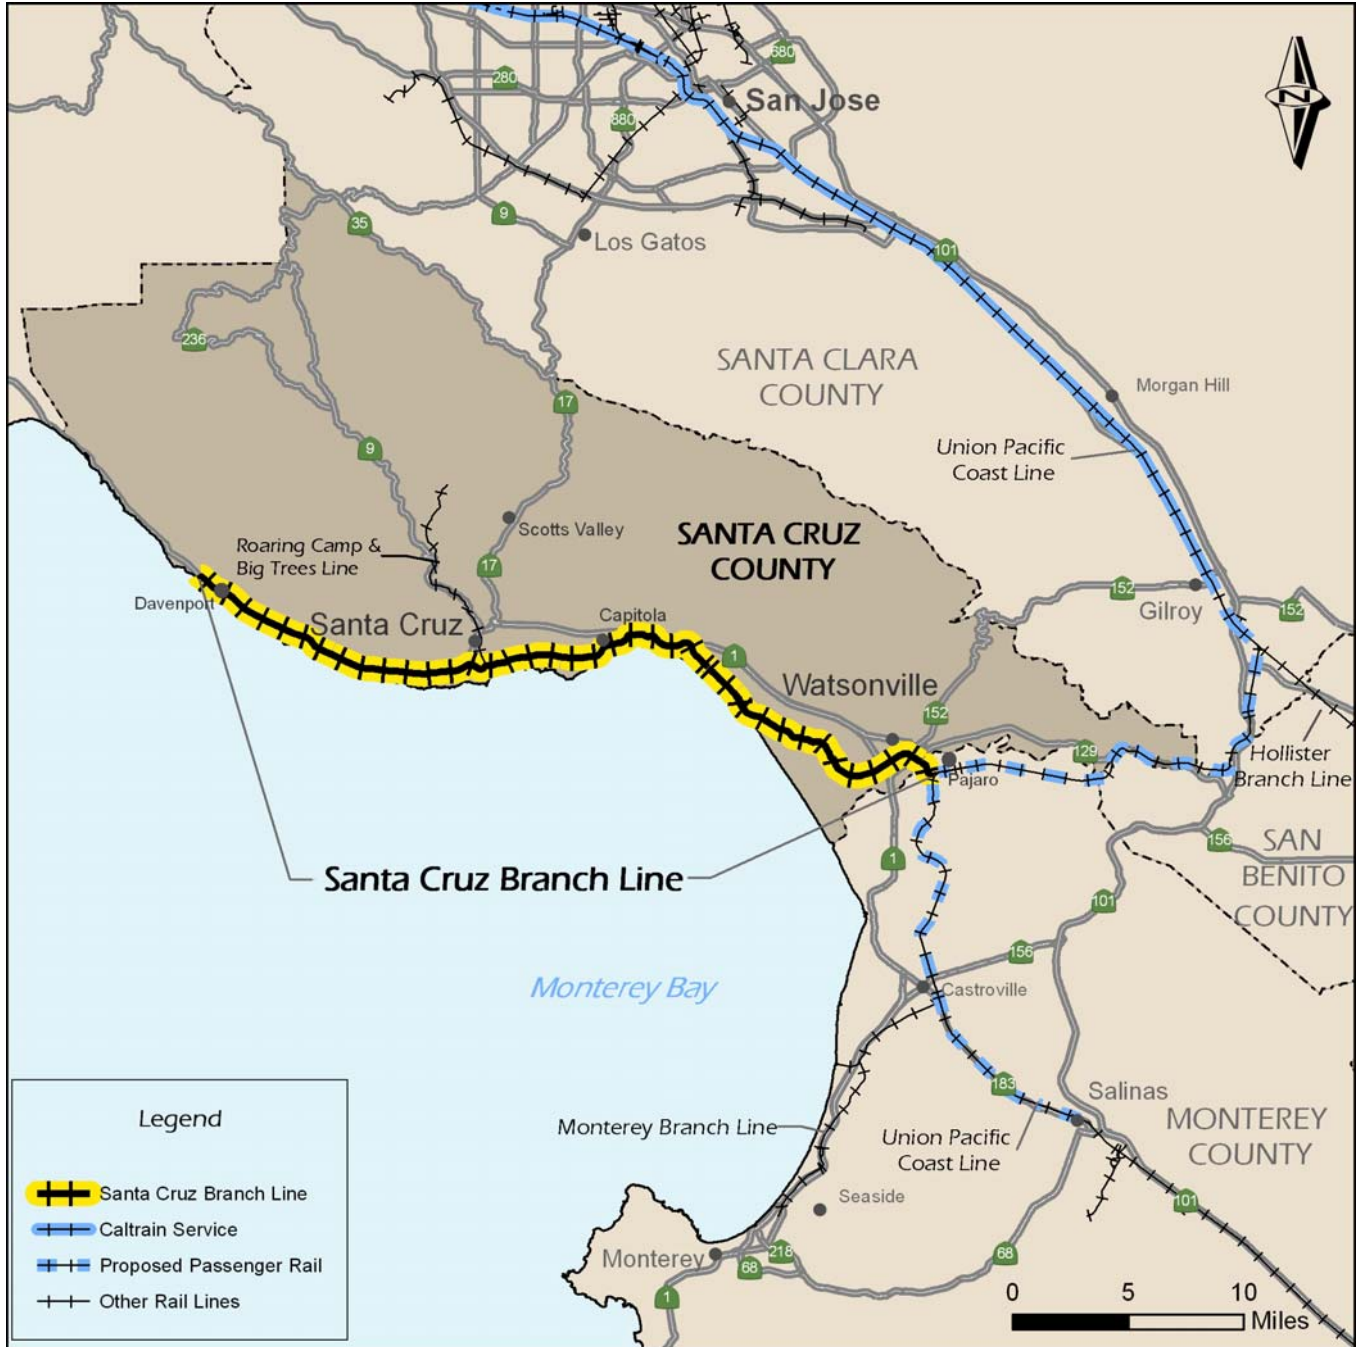 680
280
San Jose
880
N
35
9
Los Gatos
101
236
SANTA CLARA
COUNTY
Morgan Hill
17
Union Pacific
Coast Line
9
Scotts Valley
SANTA CRUZ
COUNTY
Roaring Camp &
Big Trees Line
17
152
Gilroy
152
Davenport
Santa Cruz
Capitola
1
Watsonville
152
129
Hollister
Branch Line
Pajaro
156
SAN
BENITO
COUNTY
1
Santa Cruz Branch Line
101
156
Monterey Bay
Castroville
183
Salinas
Legend
Monterey Branch Line
Union Pacific
Coast Line
MONTEREY
COUNTY
Santa Cruz Branch Line
Caltrain Service
Proposed Passenger Rail
Other Rail Lines
Seaside
101
Monterey
218
68
68
1
0 5 10
Miles